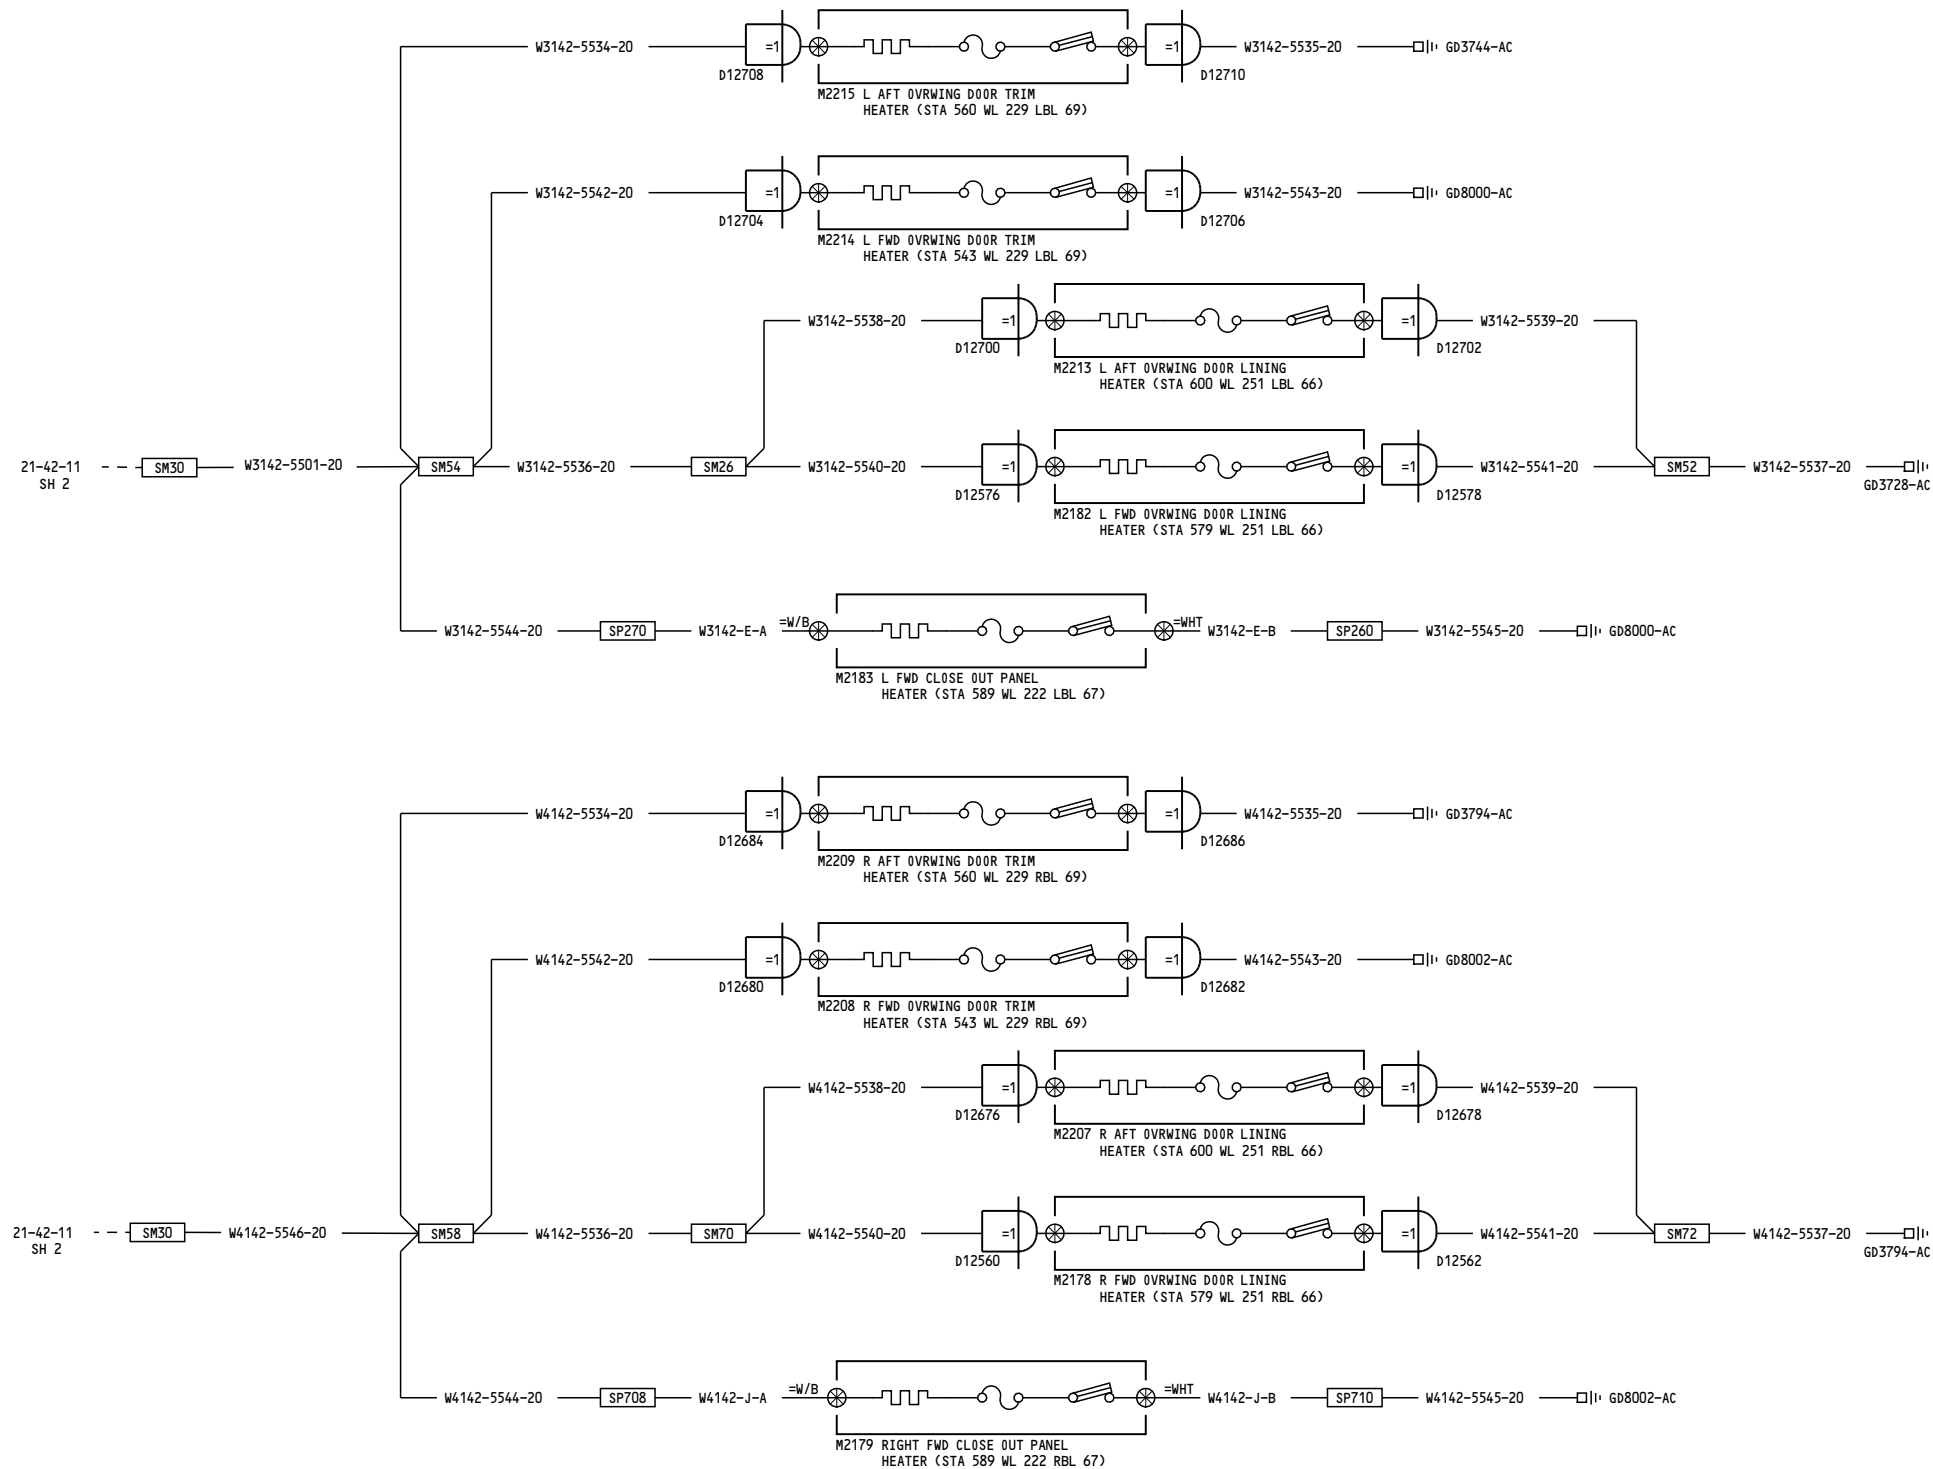 W3142-5534-20
=1
D12708
=1
D12710
W3142-5535-20
GD3744-AC
M2215 L AFT OVRWING DOOR TRIM
HEATER (STA 560 WL 229 LBL 69)
W3142-5542-20
=1
D12704
=1
D12706
W3142-5543-20
GD8000-AC
M2214 L FWD OVRWING DOOR TRIM
HEATER (STA 543 WL 229 LBL 69)
W3142-5538-20
=1
D12700
=1
D12702
W3142-5539-20
M2213 L AFT OVRWING DOOR LINING
HEATER (STA 600 WL 251 LBL 66)
21-42-11
SH 2
SM30
W3142-5501-20
SM54
W3142-5536-20
SM26
W3142-5540-20
=1
D12576
=1
D12578
W3142-5541-20
SM52
W3142-5537-20
GD3728-AC
M2182 L FWD OVRWING DOOR LINING
HEATER (STA 579 WL 251 LBL 66)
W3142-5544-20
SP270
W3142-E-A
=W/B
=WHT
W3142-E-B
SP260
W3142-5545-20
GD8000-AC
M2183 L FWD CLOSE OUT PANEL
HEATER (STA 589 WL 222 LBL 67)
W4142-5534-20
=1
D12684
=1
D12686
W4142-5535-20
GD3794-AC
M2209 R AFT OVRWING DOOR TRIM
HEATER (STA 560 WL 229 RBL 69)
W4142-5542-20
=1
D12680
=1
D12682
W4142-5543-20
GD8002-AC
M2208 R FWD OVRWING DOOR TRIM
HEATER (STA 543 WL 229 RBL 69)
W4142-5538-20
=1
D12676
=1
D12678
W4142-5539-20
M2207 R AFT OVRWING DOOR LINING
HEATER (STA 600 WL 251 RBL 66)
21-42-11
SH 2
SM30
W4142-5546-20
SM58
W4142-5536-20
SM70
W4142-5540-20
=1
D12560
=1
D12562
W4142-5541-20
SM72
W4142-5537-20
GD3794-AC
M2178 R FWD OVRWING DOOR LINING
HEATER (STA 579 WL 251 RBL 66)
W4142-5544-20
SP708
W4142-J-A
=W/B
=WHT
W4142-J-B
SP710
W4142-5545-20
GD8002-AC
M2179 RIGHT FWD CLOSE OUT PANEL
HEATER (STA 589 WL 222 RBL 67)